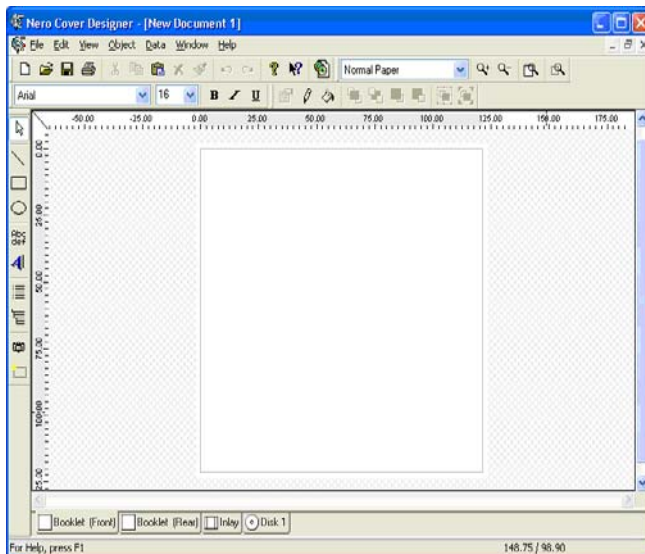 Nero Cover Designer - [New Document 1]
File Edit View Object Data Window Help
Normal Paper
Arial 16 B I U
-50.00 -25.00 0.00 25.00 50.00 75.00 100.00 125.00 150.00 175.00
0.00
25.00
50.00
75.00
100.00
25.00
Booklet (Front) Booklet (Rear) Inlay Disk 1
For Help, press F1 148.75 / 98.90